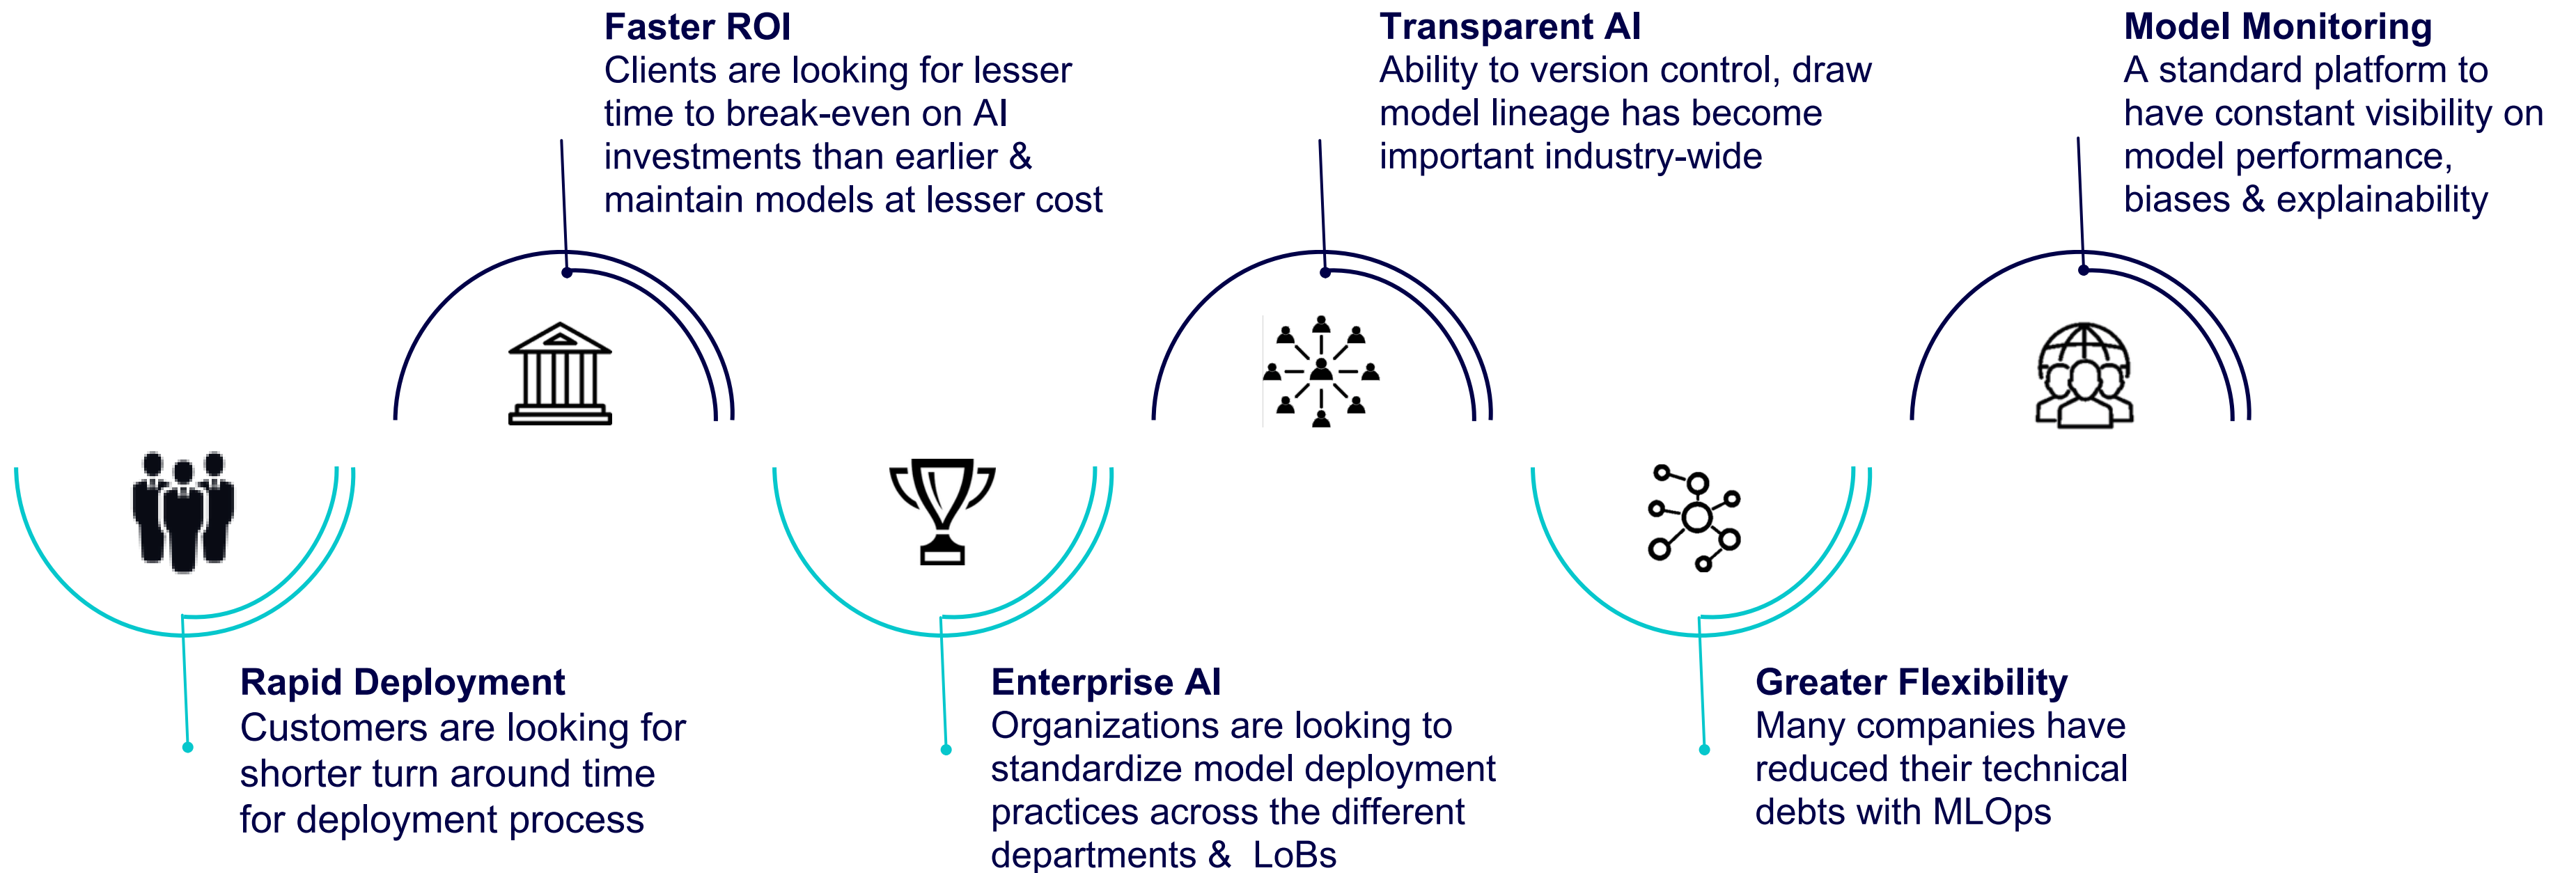 Faster ROI
Clients are looking for lesser
time to break-even on AI
investments than earlier &
maintain models at lesser cost
Transparent AI
Ability to version control, draw
model lineage has become
important industry-wide
Model Monitoring
A standard platform to
have constant visibility on
model performance,
biases & explainability
Rapid Deployment
Customers are looking for
shorter turn around time
for deployment process
Enterprise AI
Organizations are looking to
standardize model deployment
practices across the different
departments &  LoBs
Greater Flexibility
Many companies have
reduced their technical
debts with MLOps